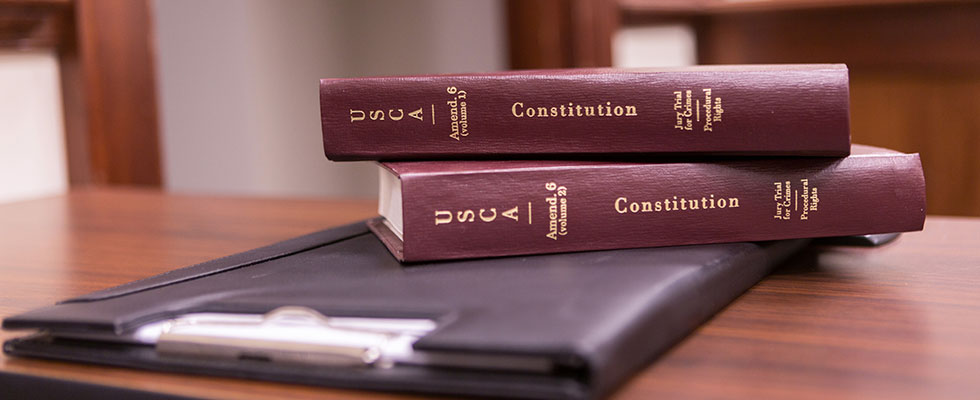 USCA
Amend. 6
(volume 1)
Constitution
Jury Trial
for Crimes
Procedural
Rights
USCA
Amend. 6
(volume 2)
Constitution
Jury Trial
for Crimes
Procedural
Rights